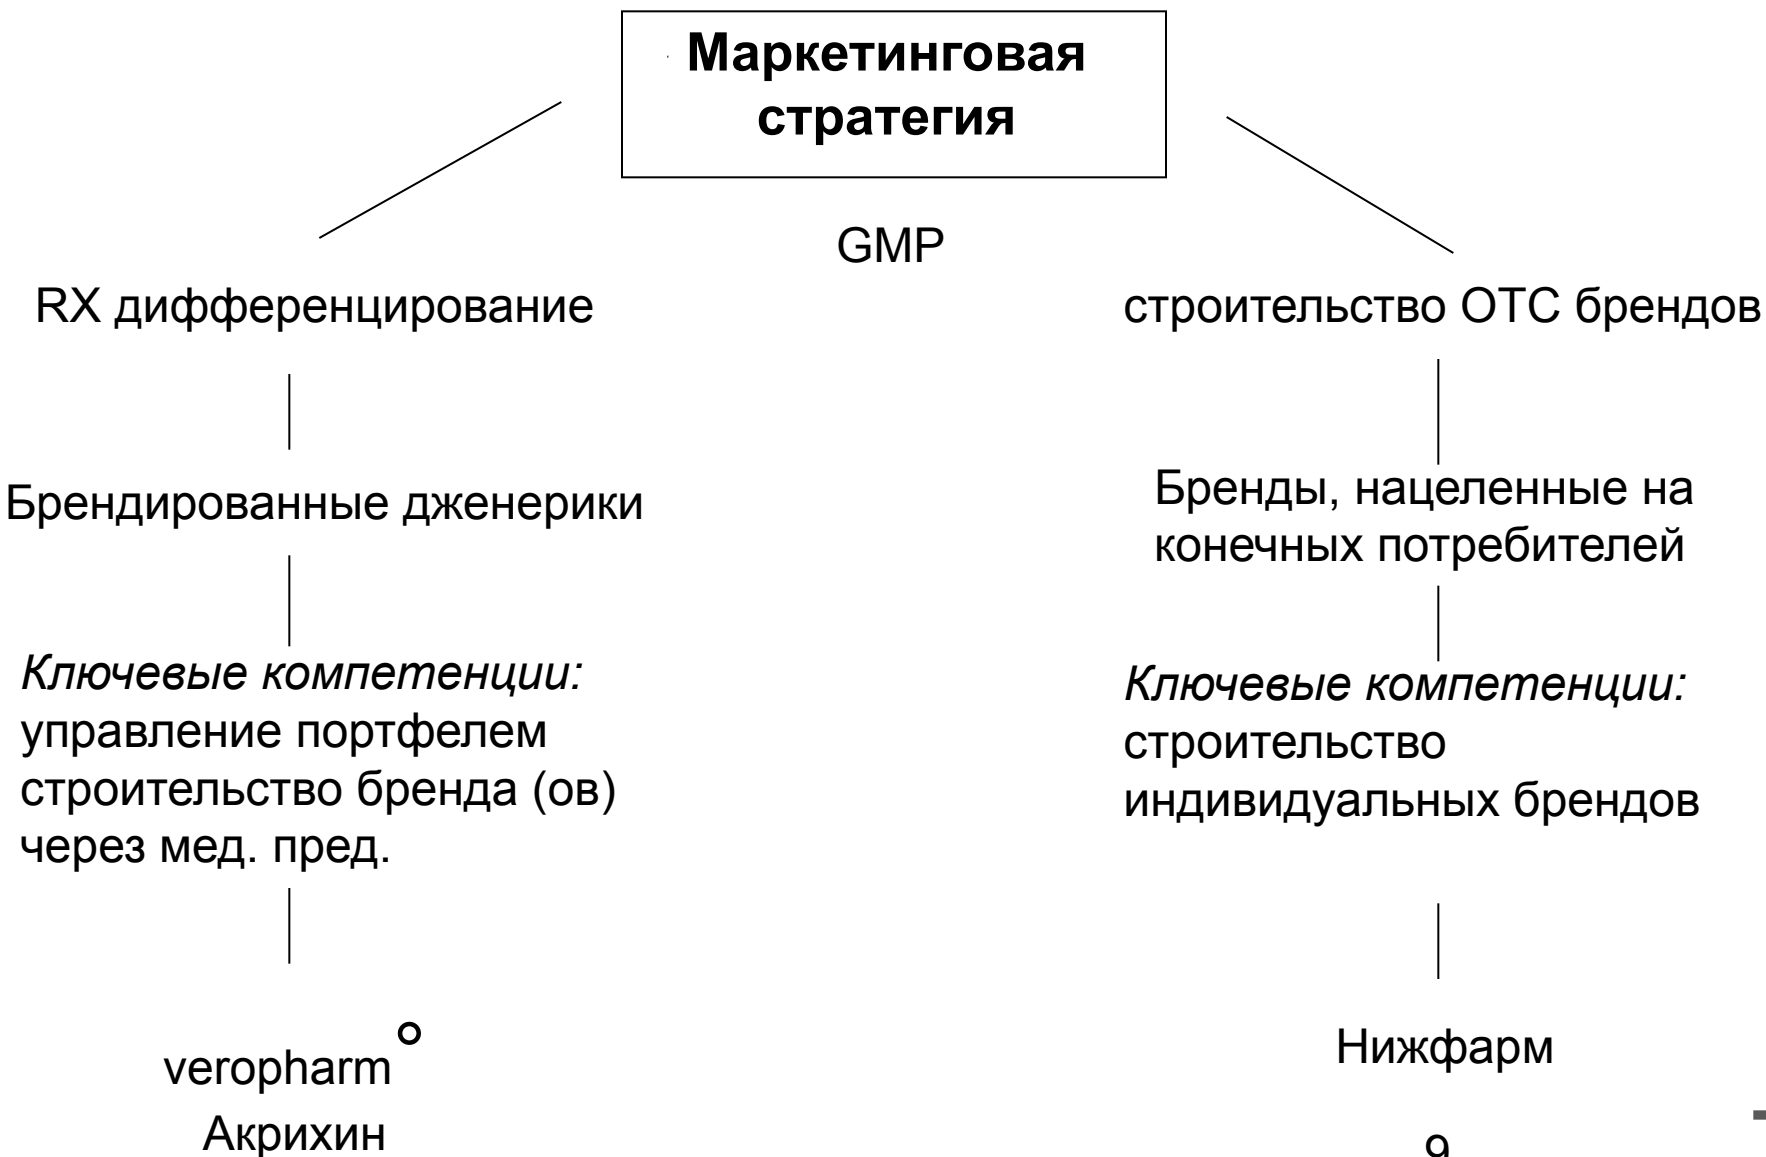 Маркетинговая
стратегия
GMP
RX дифференцирование
Брендированные дженерики
Ключевые компетенции:
управление портфелем
строительство бренда (ов)
через мед. пред.
veropharm
Акрихин
строительство ОТС брендов
Бренды, нацеленные на
конечных потребителей
Ключевые компетенции:
строительство
индивидуальных брендов
Нижфарм
9